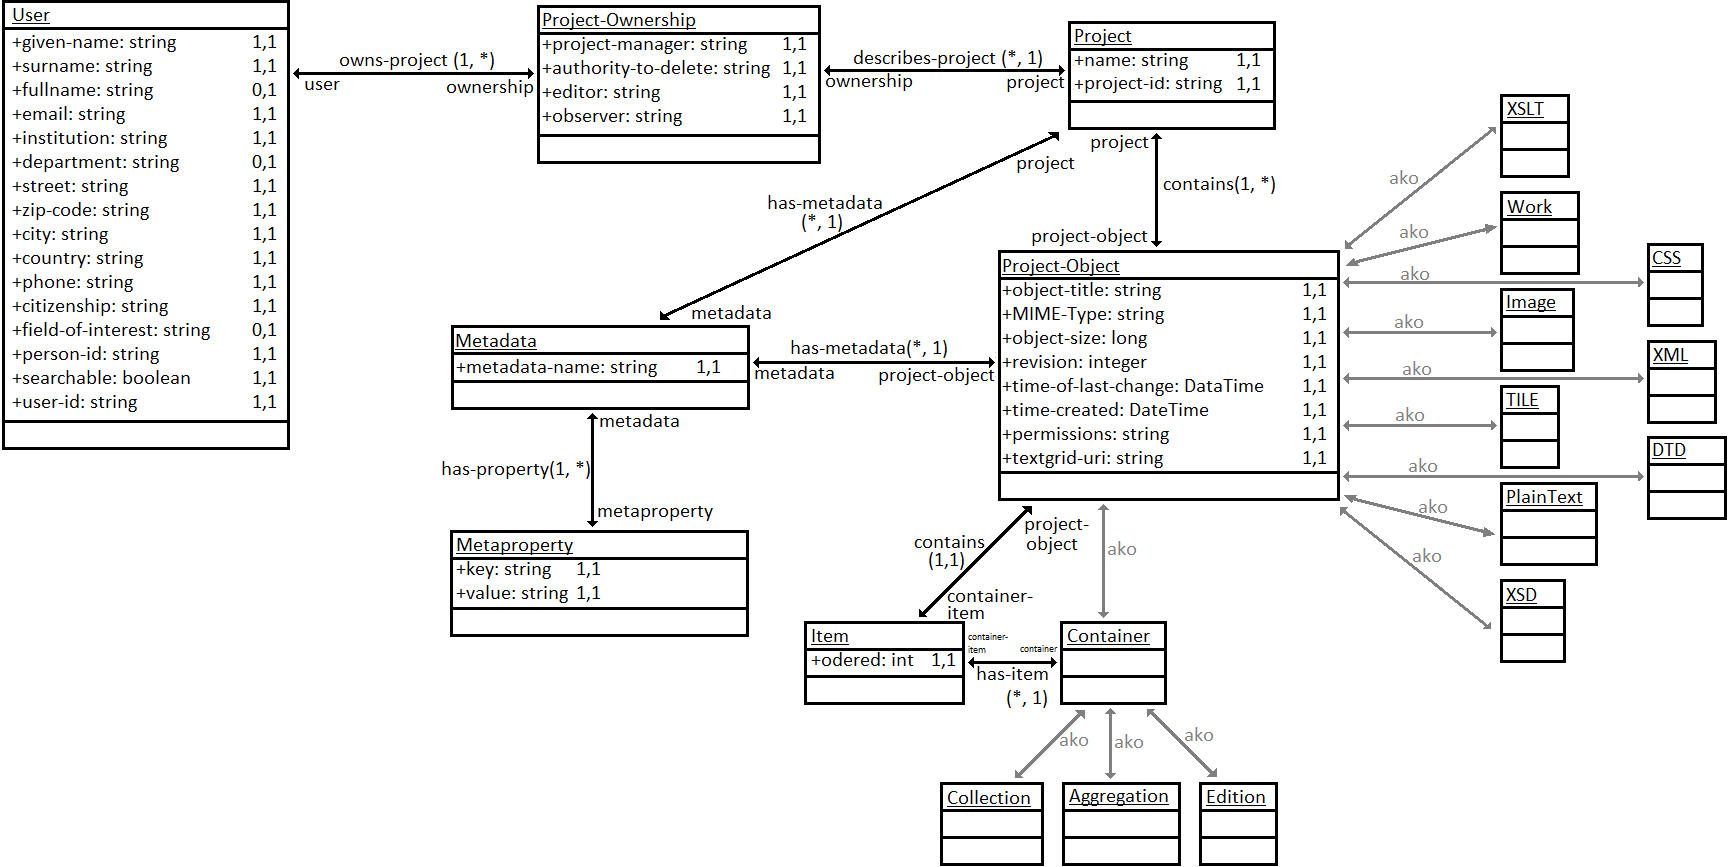 User
+given-name: string 1,1
+surname: string 1,1
+fullname: string 0,1
+email: string 1,1
+institution: string 1,1
+department: string 0,1
+street: string 1,1
+zip-code: string 1,1
+city: string 1,1
+country: string 1,1
+phone: string 1,1
+citizenship: string 1,1
+field-of-interest: string 0,1
+person-id: string 1,1
+searchable: boolean 1,1
+user-id: string 1,1
owns-project (1, *)
user
ownership
Project-Ownership
+project-manager: string 1,1
+authority-to-delete: string 1,1
+editor: string 1,1
+observer: string 1,1
describes-project (*, 1)
ownership
project
Project
+name: string 1,1
+project-id: string 1,1
project
has-metadata
(*, 1)
metadata
project
contains(1, *)
project-object
Metadata
+metadata-name: string 1,1
has-metadata(*, 1)
metadata
project-object
metadata
has-property(1, *)
metaproperty
Metaproperty
+key: string 1,1
+value: string 1,1
Project-Object
+object-title: string 1,1
+MIME-Type: string 1,1
+object-size: long 1,1
+revision: integer 1,1
+time-of-last-change: DataTime 1,1
+time-created: DateTime 1,1
+permissions: string 1,1
+textgrid-uri: string 1,1
ako
XSLT
ako
Work
ako
CSS
ako
Image
ako
XML
ako
TILE
ako
DTD
ako
PlainText
ako
XSD
project-
object
contains
(1,1)
container-
item
ako
Item
+odered: int 1,1
container-
item
container
has-item
(*, 1)
Container
ako
ako
ako
Collection
Aggregation
Edition